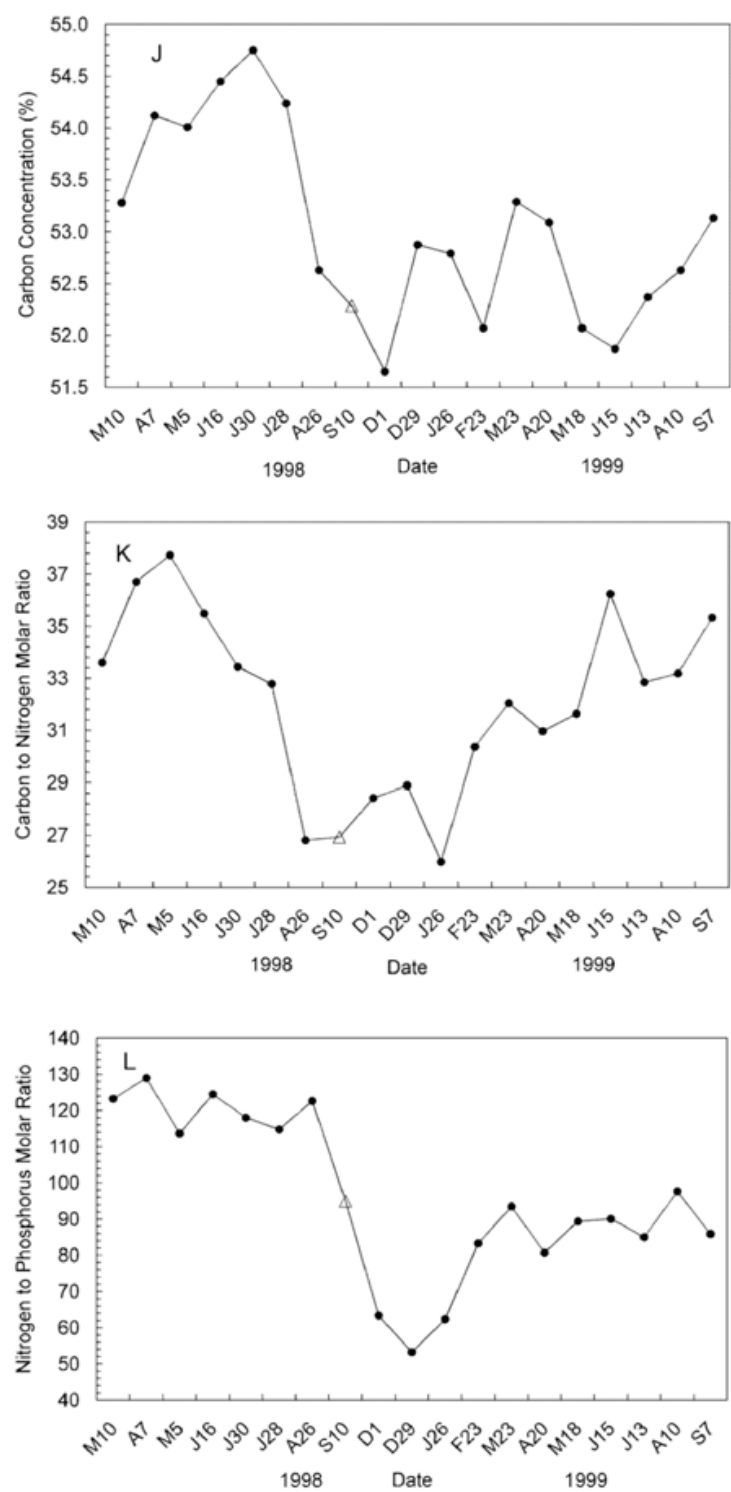 J
Carbon Concentration (%)
55.0
54.5
54.0
53.5
53.0
52.5
52.0
51.5
M10 A7 M5 J16 J30 J28 A26 S10 D1 D29 J26 F23 M23 A20 M18 J15 J13 A10 S7
1998 Date 1999
K
Carbon to Nitrogen Molar Ratio
39
37
35
33
31
29
27
25
M10 A7 M5 J16 J30 J28 A26 S10 D1 D29 J26 F23 M23 A20 M18 J15 J13 A10 S7
1998 Date 1999
L
Nitrogen to Phosphorus Molar Ratio
140
130
120
110
100
90
80
70
60
50
40
M10 A7 M5 J16 J30 J28 A26 S10 D1 D29 J26 F23 M23 A20 M18 J15 J13 A10 S7
1998 Date 1999